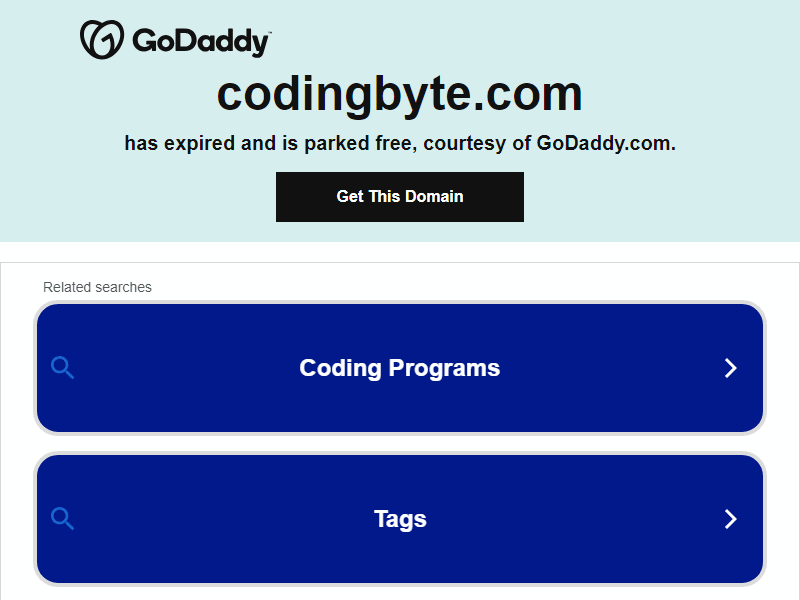 GoDaddy™
codingbyte.com
has expired and is parked free, courtesy of GoDaddy.com.
Get This Domain
Related searches
Coding Programs
Tags